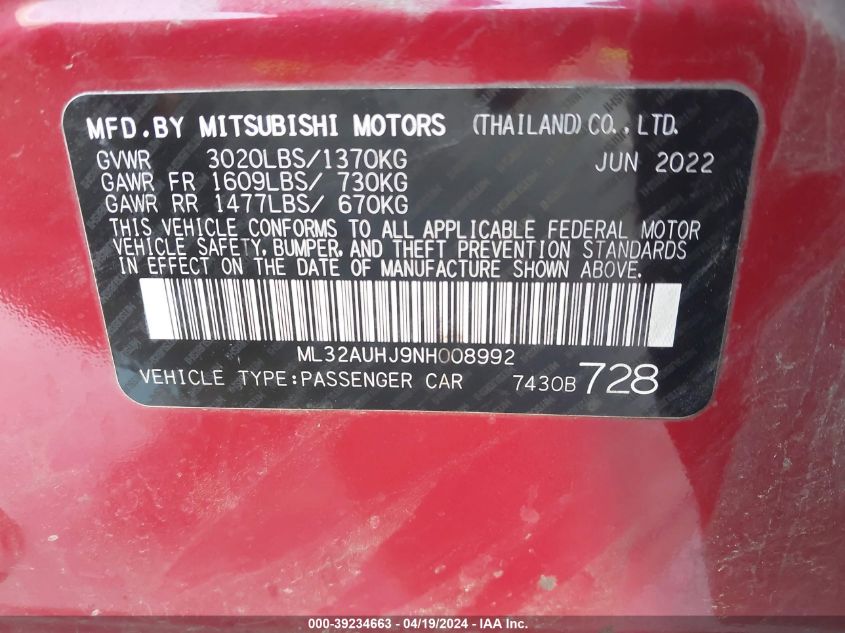 MFD.BY MITSUBISHI MOTORS (THAILAND)CO.,LTD.
GVWR 3020LBS/1370KG JUN 2022
GAWR FR 1609LBS/ 730KG
GAWR RR 1477LBS/ 670KG
THIS VEHICLE CONFORMS TO ALL APPLICABLE FEDERAL MOTOR
VEHICLE SAFETY, BUMPER, AND THEFT PREVENTION STANDARDS
IN EFFECT ON THE DATE OF MANUFACTURE SHOWN ABOVE.
ML32AUHJ9NH008992
VEHICLE TYPE:PASSENGER CAR 7430B 728
000-39234663 - 04/19/2024 - IAAI Inc.